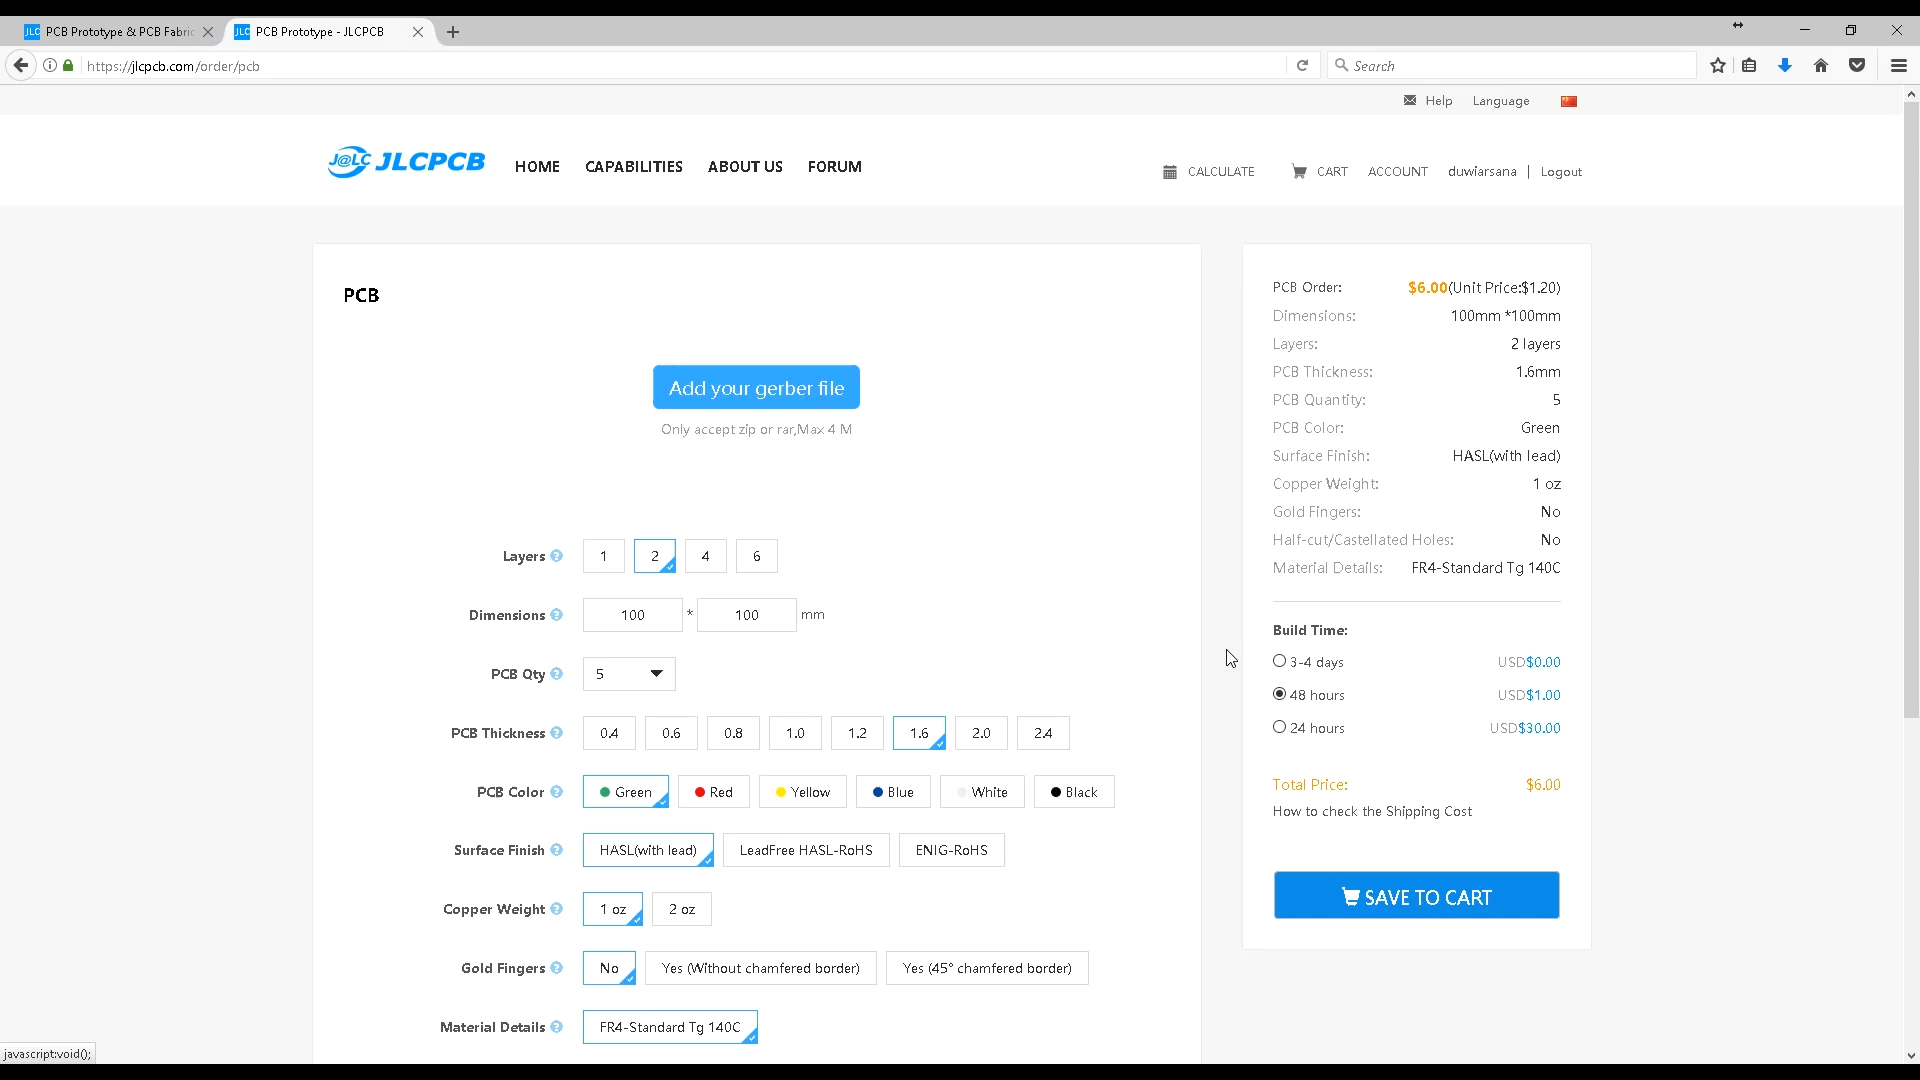 JLC PCB Prototype & PCB Fabric
JLC PCB Prototype - JLCPCB
https://jlcpcb.com/order/pcb
Search
Help Language
J@LC JLCPCB
HOME CAPABILITIES ABOUT US FORUM
CALCULATE CART ACCOUNT duwiarsana | Logout
PCB
Add your gerber file
Only accept zip or rar,Max 4 M
Layers ? 1 2 4 6
Dimensions ? 100 * 100 mm
PCB Qty ? 5
PCB Thickness ? 0.4 0.6 0.8 1.0 1.2 1.6 2.0 2.4
PCB Color ? Green Red Yellow Blue White Black
Surface Finish ? HASL(with lead) LeadFree HASL-RoHS ENIG-RoHS
Copper Weight ? 1 oz 2 oz
Gold Fingers ? No Yes (Without chamfered border) Yes (45° chamfered border)
Material Details ? FR4-Standard Tg 140C
PCB Order: $6.00(Unit Price:$1.20)
Dimensions: 100mm *100mm
Layers: 2 layers
PCB Thickness: 1.6mm
PCB Quantity: 5
PCB Color: Green
Surface Finish: HASL(with lead)
Copper Weight: 1 oz
Gold Fingers: No
Half-cut/Castellated Holes: No
Material Details: FR4-Standard Tg 140C
Build Time:
3-4 days USD$0.00
48 hours USD$1.00
24 hours USD$30.00
Total Price: $6.00
How to check the Shipping Cost
SAVE TO CART
javascript:void();